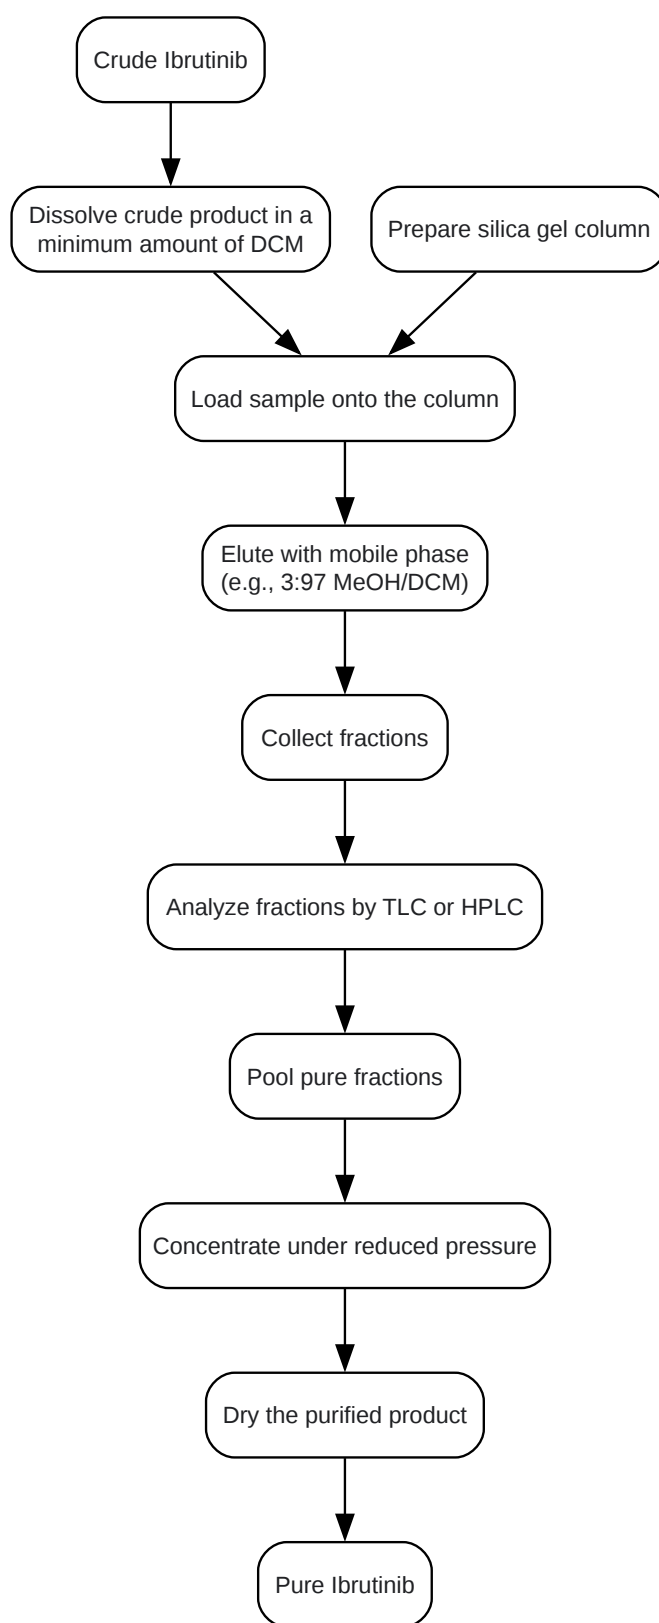 Crude Ibrutinib
Dissolve crude product in a
minimum amount of DCM
Prepare silica gel column
Load sample onto the column
Elute with mobile phase
(e.g., 3:97 MeOH/DCM)
Collect fractions
Analyze fractions by TLC or HPLC
Pool pure fractions
Concentrate under reduced pressure
Dry the purified product
Pure Ibrutinib